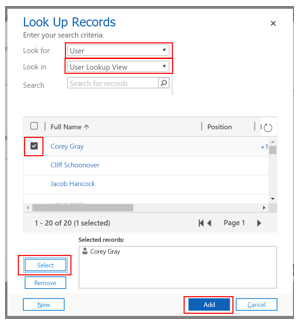 Look Up Records
Enter your search criteria.
Look for User
Look in User Lookup View
Search Search for records
Full Name Position
Corey Gray +1
Cliff Schoonover
Jacob Hancock
1 - 20 of 20 (1 selected) Page 1
Selected records:
Corey Gray
Select
Remove
New Add Cancel